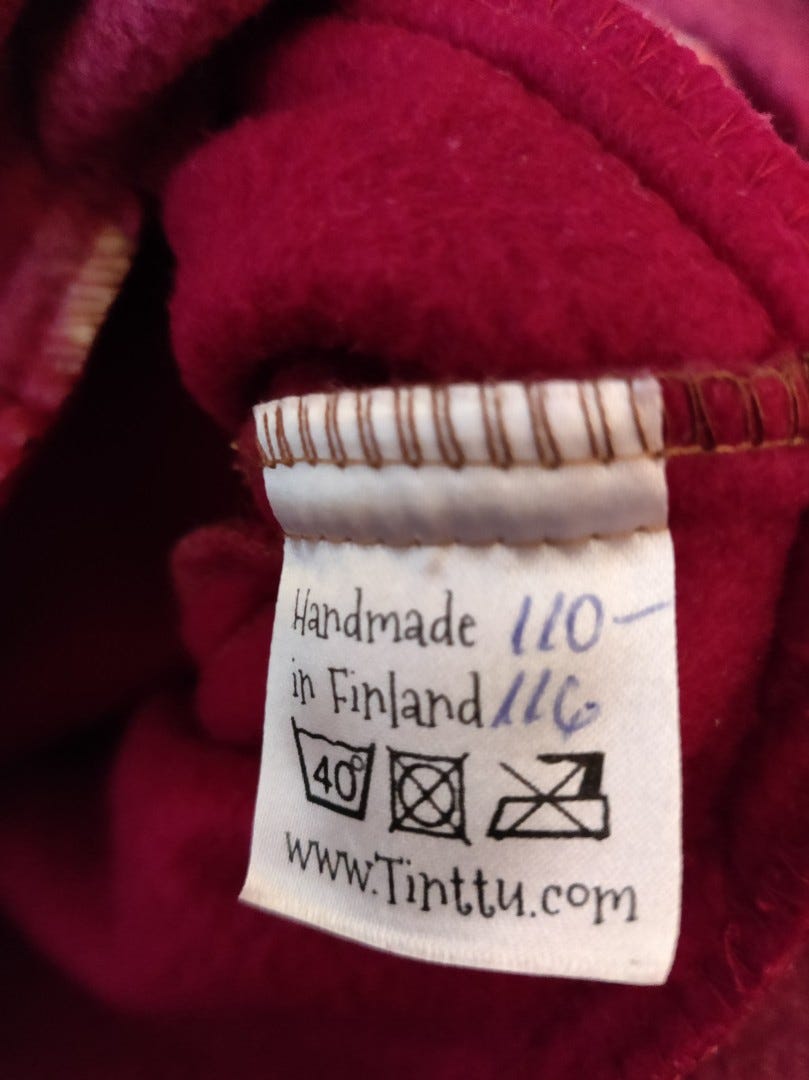 Handmade 110-
in Finland 116
40°
www.Tinttu.com